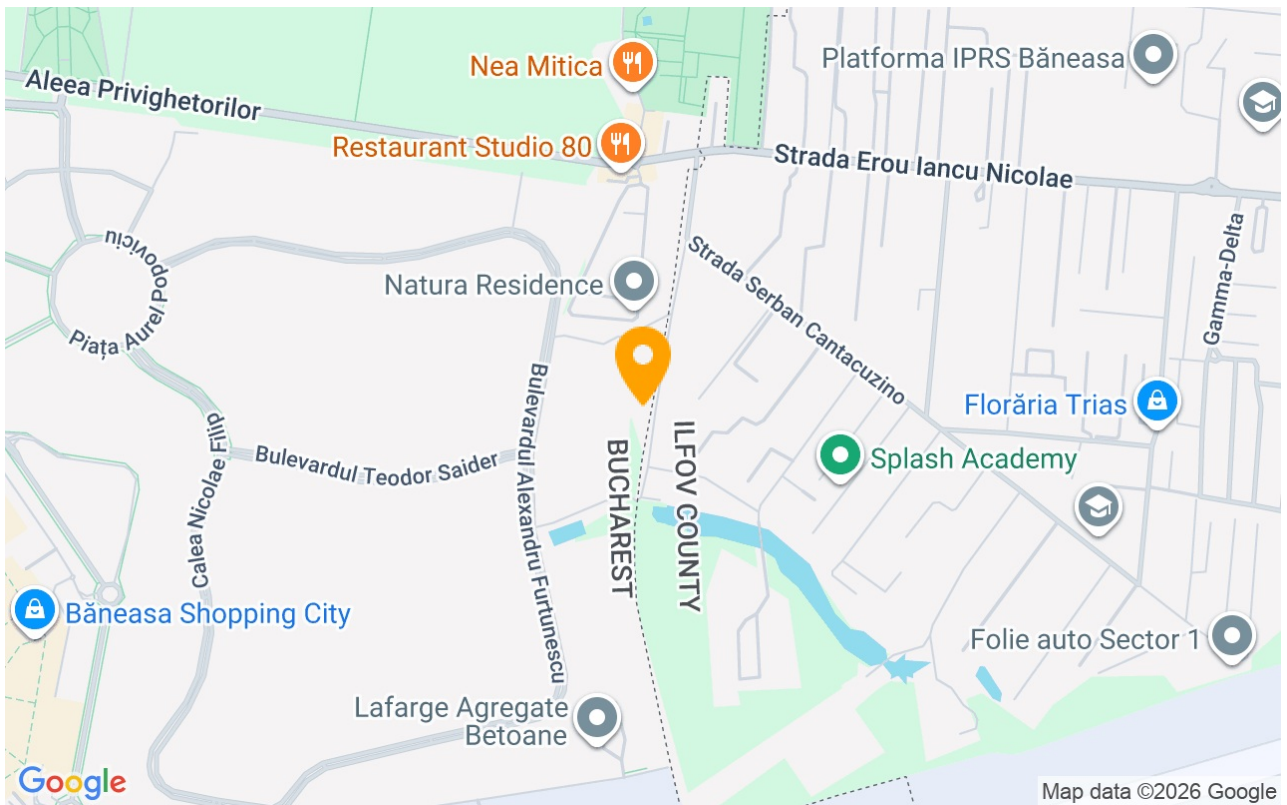 Nea Mitica
Platforma IPRS Băneasa
Aleea Privighetorilor
Restaurant Studio 80
Strada Erou Iancu Nicolae
Piața Aurel Popoviciu
Natura Residence
Strada Serban Cantacuzino
Gamma-Delta
Florăria Trias
Calea Nicolae Filip
Bulevardul Teodor Saider
Bulevardul Alexandru Furtunescu
BUCHAREST
ILFOV COUNTY
Splash Academy
Băneasa Shopping City
Folie auto Sector 1
Lafarge Agregate
Betoane
Google
Map data ©2026 Google